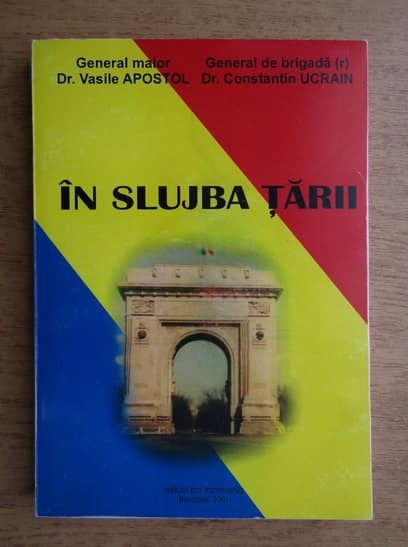 General maior
Dr. Vasile APOSTOL
General de brigadă (r)
Dr. Constantin UCRAIN
ÎN SLUJBA ȚĂRII